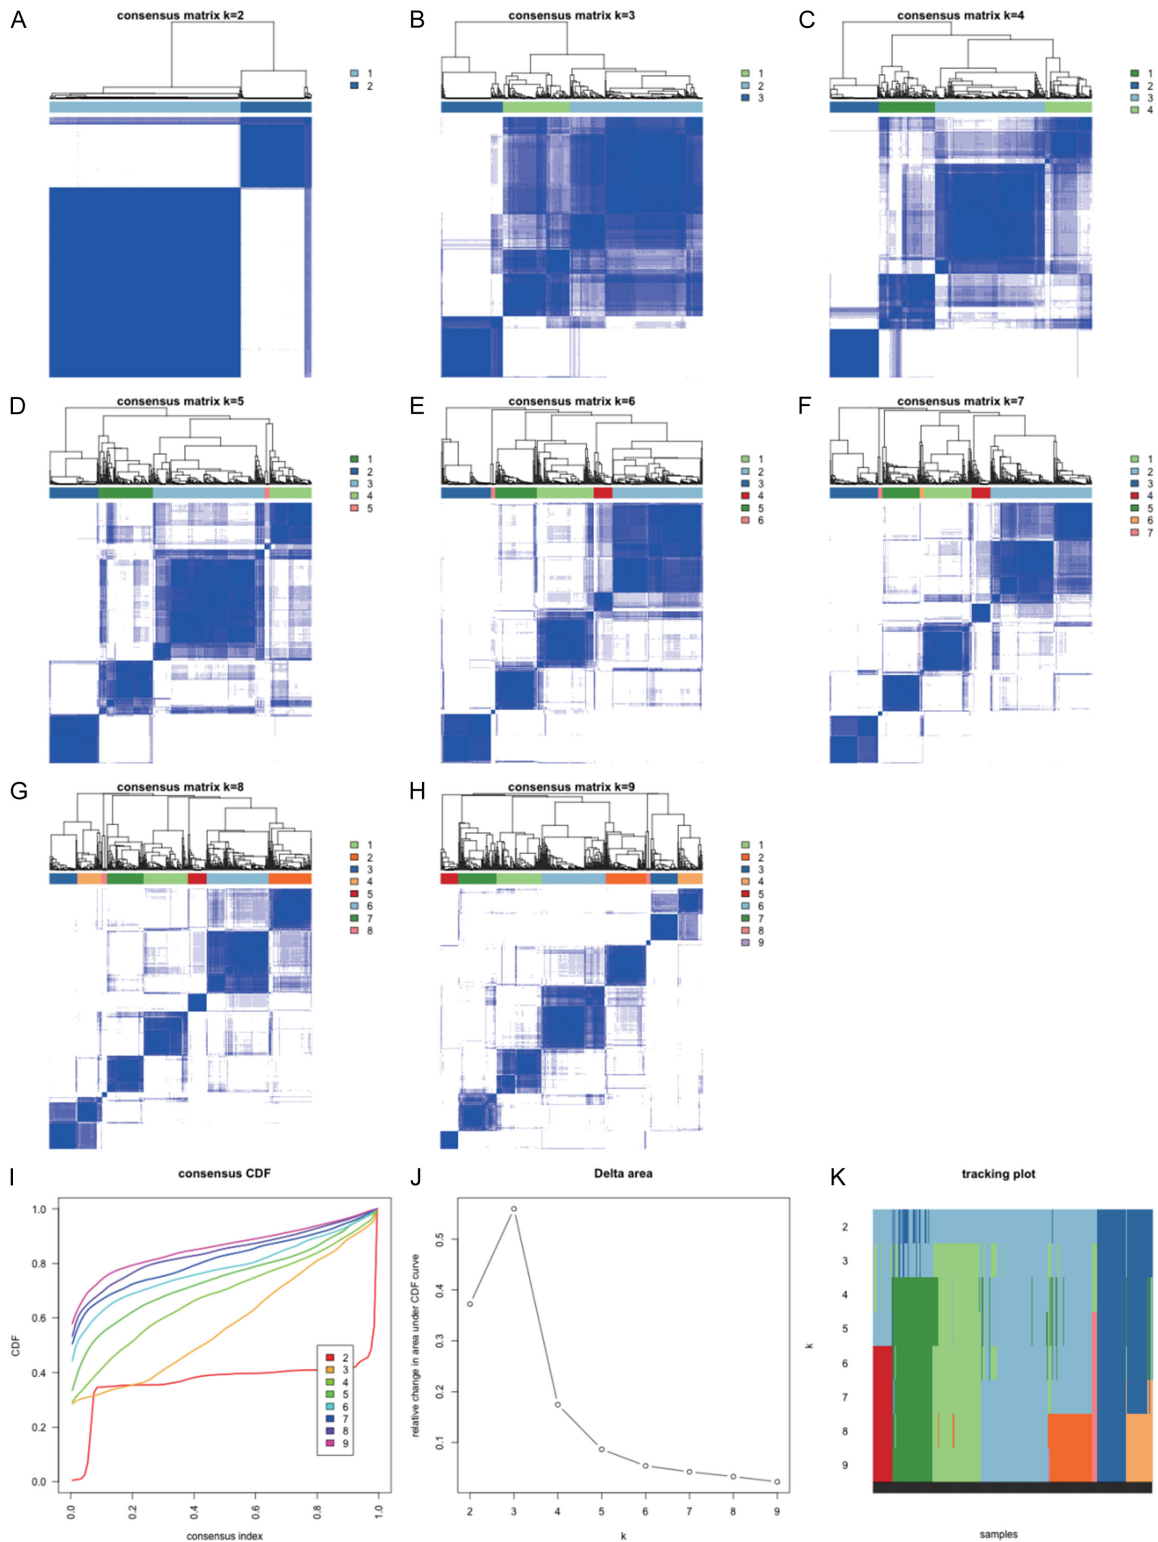 A
consensus matrix k=2
1
2
B
consensus matrix k=3
1
2
3
C
consensus matrix k=4
1
2
3
4
D
consensus matrix k=5
1
2
3
4
5
E
consensus matrix k=6
1
2
3
4
5
6
F
consensus matrix k=7
1
2
3
4
5
6
7
G
consensus matrix k=8
1
2
3
4
5
6
7
8
H
consensus matrix k=9
1
2
3
4
5
6
7
8
9
I
consensus CDF
CDF
1.0
0.8
0.6
0.4
0.2
0.0
2
3
4
5
6
7
8
9
0.0 0.2 0.4 0.6 0.8 1.0
consensus index
J
Delta area
relative change in area under CDF curve
0.5
0.4
0.3
0.2
0.1
2 3 4 5 6 7 8 9
k
K
tracking plot
k
2
3
4
5
6
7
8
9
samples